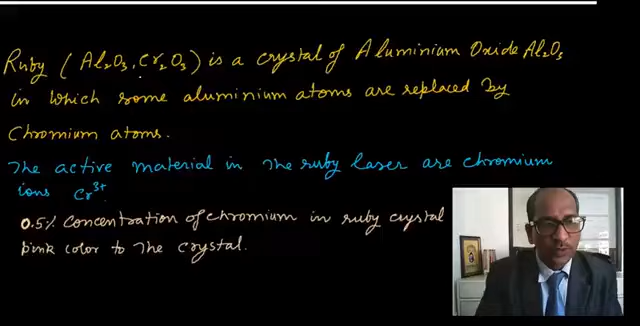 Ruby (Al₂O₃.Cr₂O₃) is a crystal of Aluminium Oxide Al₂O₃
in which some aluminium atoms are replaced by
Chromium atoms.
The active material in the ruby laser are chromium
ions Cr³⁺
0.5% concentration of chromium in ruby crystal
pink color to the crystal.